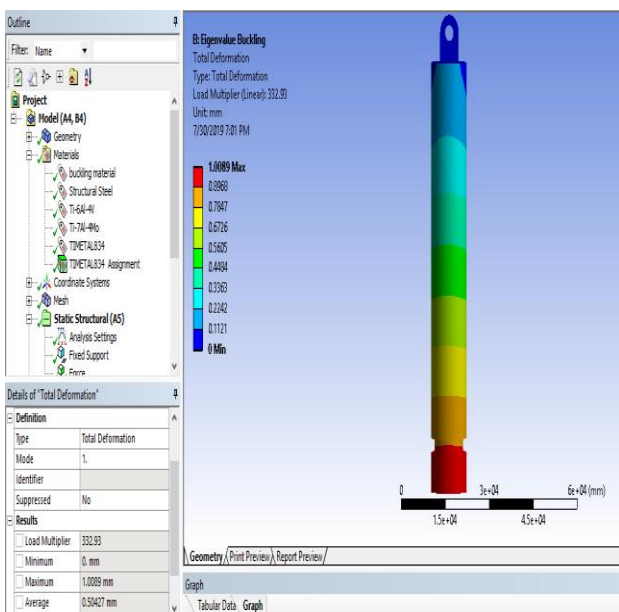 Outline
Filter: Name
Project
Model (A4, B4)
Geometry
Materials
buckling material
Structural Steel
Ti-6Al-4V
Ti-7Al-4Mo
TIMETAL834
TIMETAL834 Assignment
Coordinate Systems
Mesh
Static Structural (A5)
Analysis Settings
Fixed Support
Force
Details of "Total Deformation"
Definition
Type Total Deformation
Mode 1.
Identifier
Suppressed No
Results
Load Multiplier 332.93
Minimum 0. mm
Maximum 1.0089 mm
Average 0.50427 mm
B: Eigenvalue Buckling
Total Deformation
Type: Total Deformation
Load Multiplier (Linear): 332.93
Unit: mm
7/30/2019 7:01 PM
1.0089 Max
0.8968
0.7847
0.6726
0.5605
0.4484
0.3363
0.2242
0.1121
0 Min
0 3e+04 6e+04 (mm)
1.5e+04 4.5e+04
Geometry Print Preview Report Preview
Graph
Tabular Data Graph